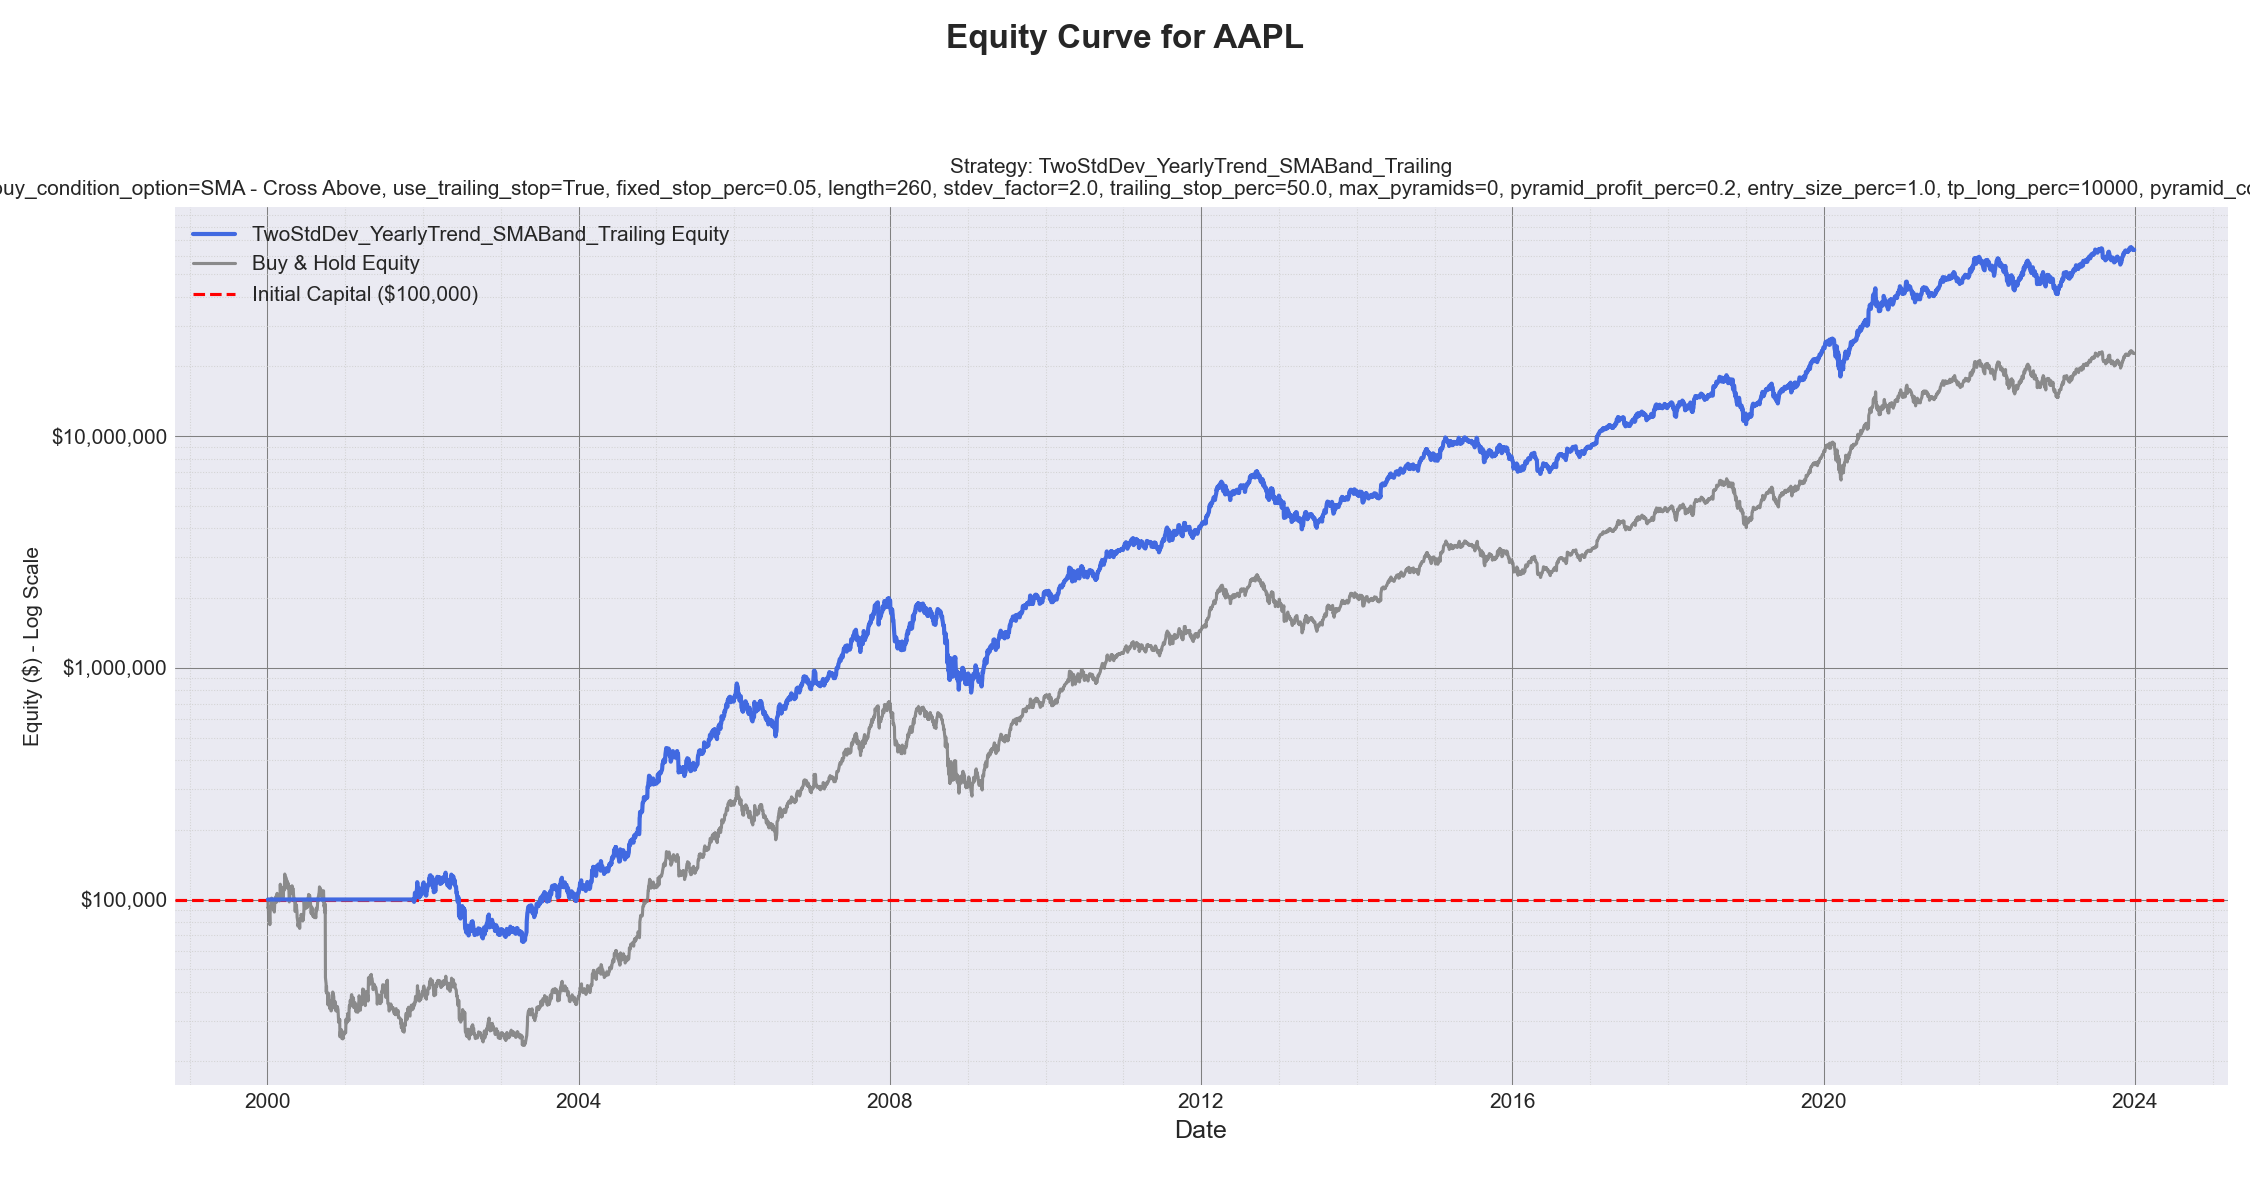 Equity Curve for AAPL
Strategy: TwoStdDev_YearlyTrend_SMABand_Trailing
buy_condition_option=SMA - Cross Above, use_trailing_stop=True, fixed_stop_perc=0.05, length=260, stdev_factor=2.0, trailing_stop_perc=50.0, max_pyramids=0, pyramid_profit_perc=0.2, entry_size_perc=1.0, tp_long_perc=10000,
TwoStdDev_YearlyTrend_SMABand_Trailing Equity
Buy & Hold Equity
Initial Capital ($100,000)
Equity ($) - Log Scale
$10,000,000
$1,000,000
$100,000
2000
2004
2008
2012
2016
2020
2024
Date